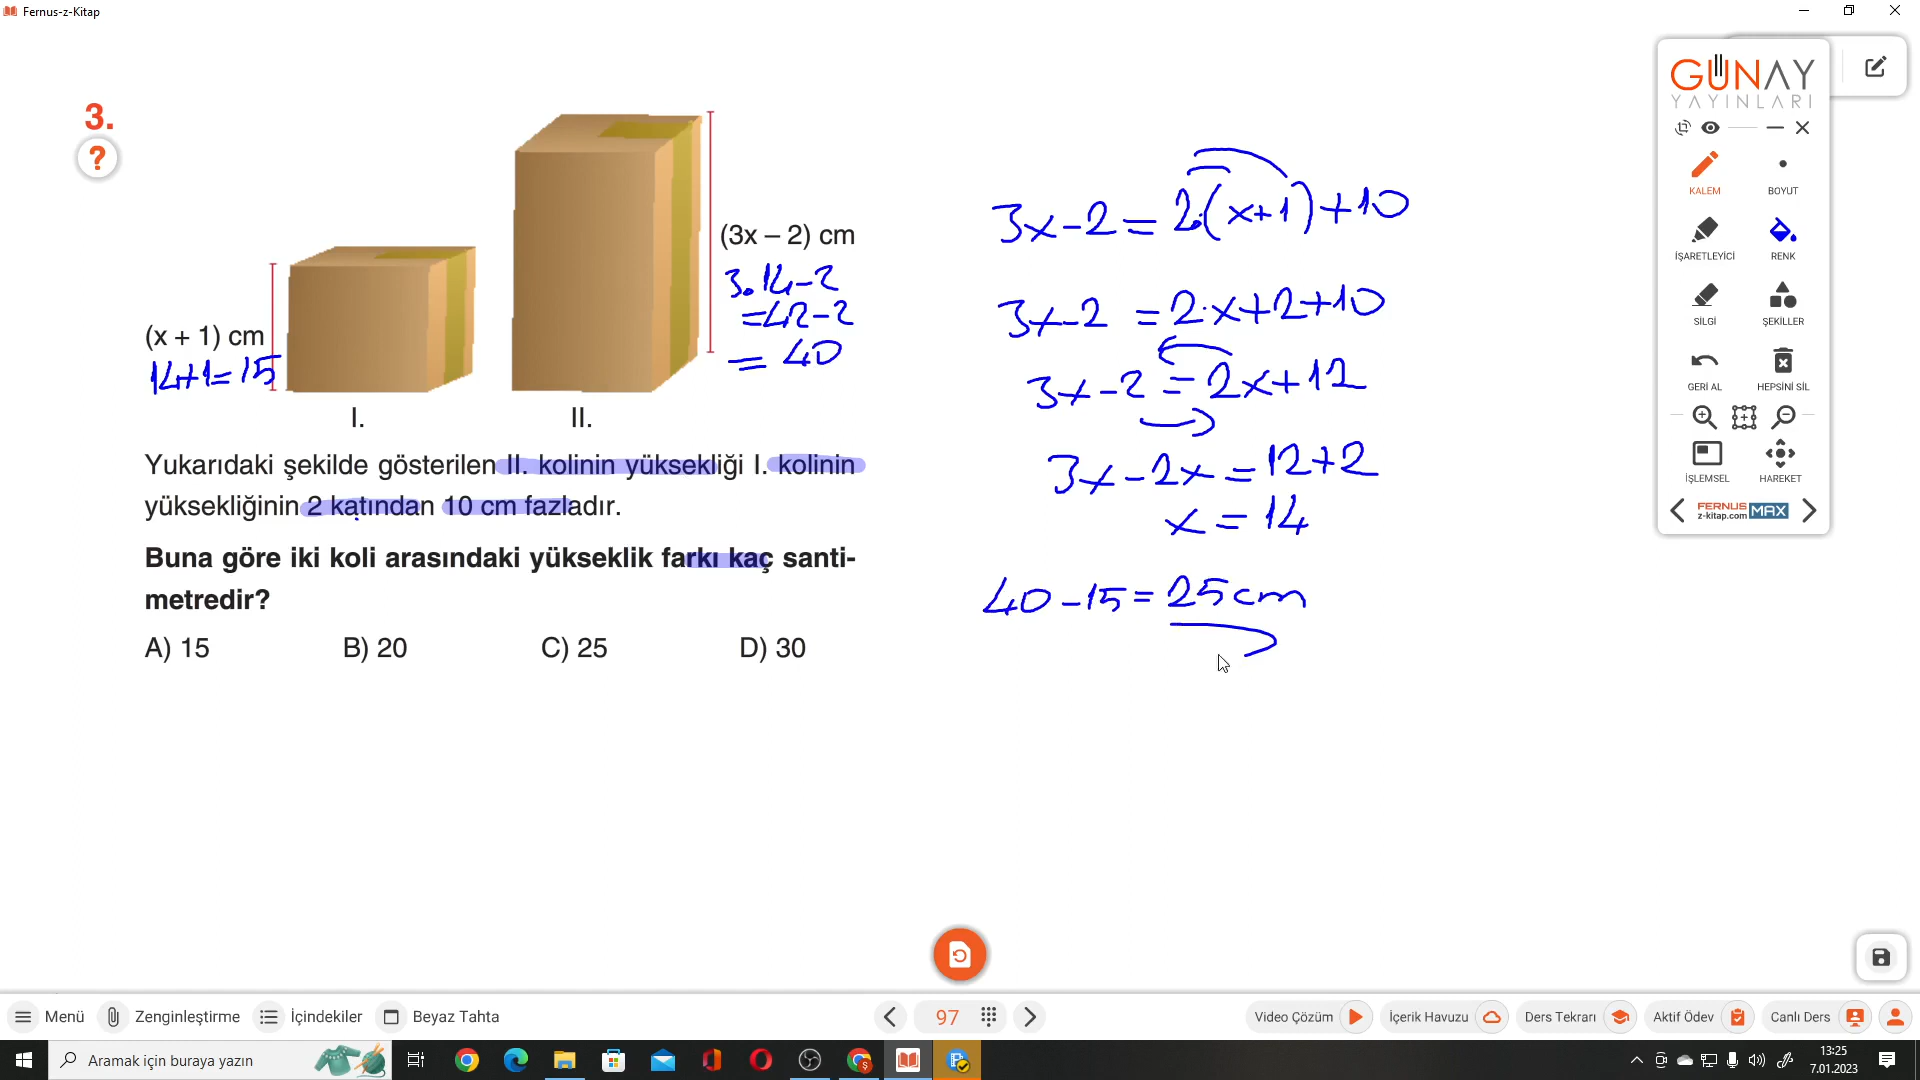 Fernus-z-Kitap
3.
?
(3x – 2) cm
3.14-2
=42-2
= 40
(x + 1) cm
14+1=15
I.
II.
Yukarıdaki şekilde gösterilen II. kolinin yüksekliği I. kolinin
yüksekliğinin 2 katından 10 cm fazladır.
Buna göre iki koli arasındaki yükseklik farkı kaç santi-
metredir?
A) 15
B) 20
C) 25
D) 30
3x-2=2.(x+1)+10
3x-2 =2.x+2+10
3x-2=2x+12
3x-2x=12+2
x=14
40-15=25cm
GÜNAY
YAYINLARI
KALEM
BOYUT
İŞARETLEYİCİ
RENK
SİLGİ
ŞEKİLLER
GERİ AL
HEPSİNİ SİL
İŞLEMSEL
HAREKET
FERNUS
z-kitap.com
MAX
Menü
Zenginleştirme
İçindekiler
Beyaz Tahta
97
Video Çözüm
İçerik Havuzu
Ders Tekrarı
Aktif Ödev
Canlı Ders
Aramak için buraya yazın
13:25
7.01.2023